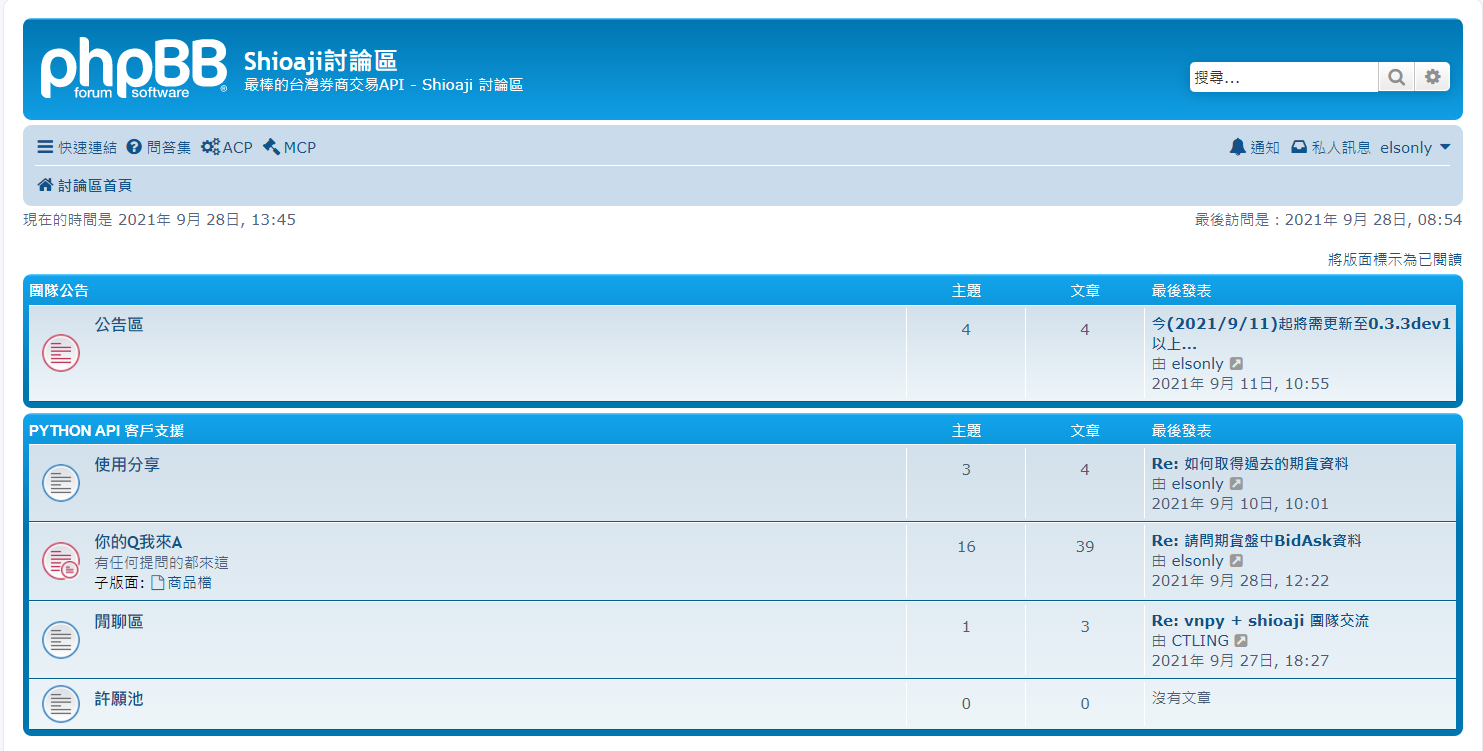 phpBB
forum software ®
Shioaji討論區
最棒的台灣券商交易API - Shioaji 討論區
搜尋...
快速連結 問答集 ACP MCP
通知 私人訊息 elsonly
討論區首頁
現在的時間是 2021年 9月 28日, 13:45
最後訪問是 : 2021年 9月 28日, 08:54
將版面標示為已閱讀
團隊公告 主題 文章 最後發表
公告區 4 4 今(2021/9/11)起將需更新至0.3.3dev1
以上...
由 elsonly
2021年 9月 11日, 10:55
PYTHON API 客戶支援 主題 文章 最後發表
使用分享 3 4 Re: 如何取得過去的期貨資料
由 elsonly
2021年 9月 10日, 10:01
你的Q我來A 16 39 Re: 請問期貨盤中BidAsk資料
有任何提問的都來這 由 elsonly
子版面: 商品檔 2021年 9月 28日, 12:22
閒聊區 1 3 Re: vnpy + shioaji 團隊交流
由 CTLING
2021年 9月 27日, 18:27
許願池 0 0 沒有文章